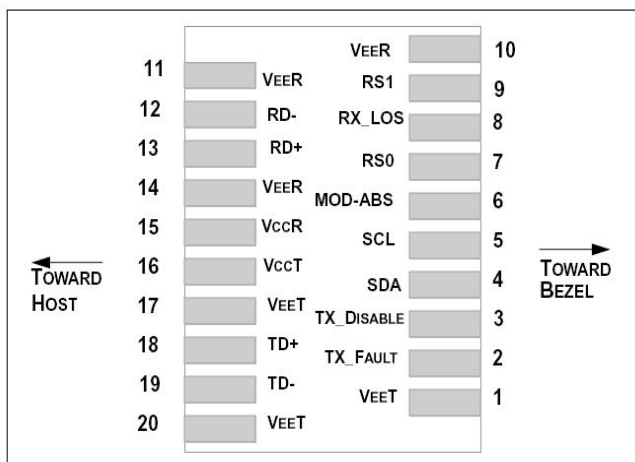 11 VEER
12 RD-
13 RD+
14 VEER
15 VCCR
16 VCCT
17 VEET
18 TD+
19 TD-
20 VEET
VEER 10
RS1 9
RX_LOS 8
RS0 7
MOD-ABS 6
SCL 5
SDA 4
TX_DISABLE 3
TX_FAULT 2
VEET 1
TOWARD
HOST
TOWARD
BEZEL